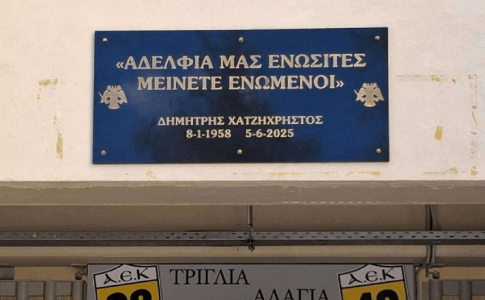 «ΑΔΕΛΦΙΑ ΜΑΣ ΕΝΩΣΙΤΕΣ
ΜΕΙΝΕΤΕ ΕΝΩΜΕΝΟΙ»
ΔΗΜΗΤΡΗΣ ΧΑΤΖΗΧΡΗΣΤΟΣ
8-1-1958 5-6-2025
Α.Ε.Κ ΤΡΙΓΛΙΑ Α.Ε.Κ